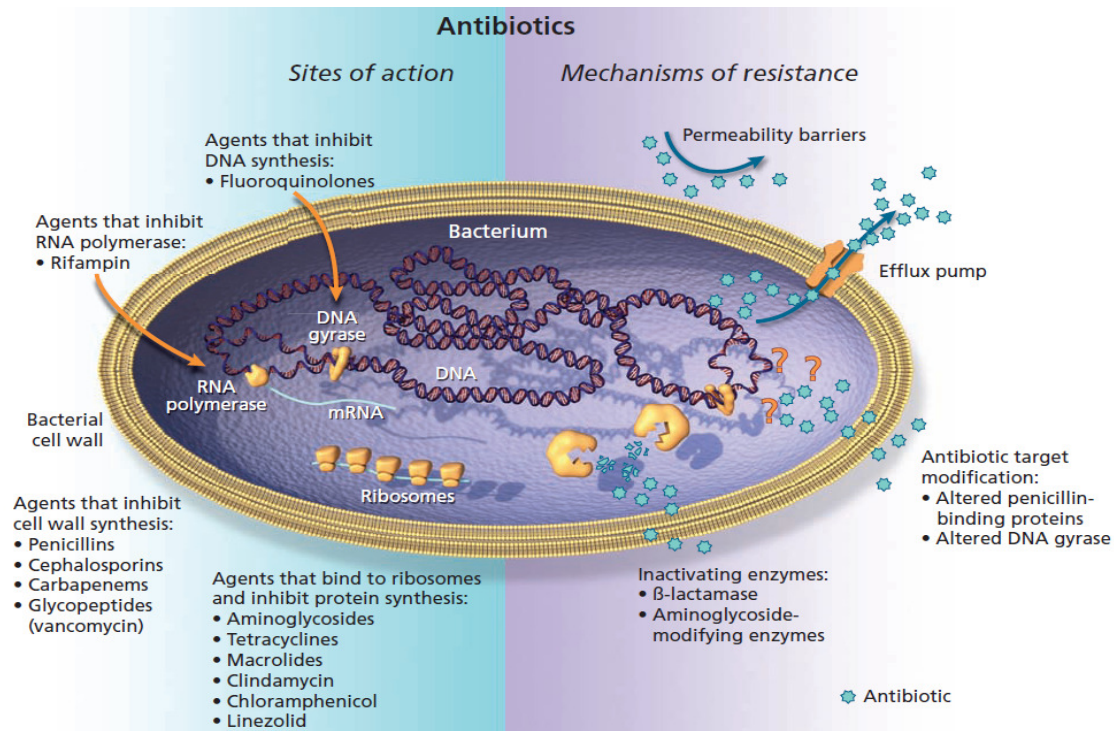 Antibiotics
Sites of action
Mechanisms of resistance
Agents that inhibit
DNA synthesis:
• Fluoroquinolones
Agents that inhibit
RNA polymerase:
• Rifampin
Permeability barriers
Bacterium
Efflux pump
DNA
gyrase
DNA
RNA
polymerase
mRNA
Ribosomes
? ?
?
Bacterial
cell wall
Agents that inhibit
cell wall synthesis:
• Penicillins
• Cephalosporins
• Carbapenems
• Glycopeptides
(vancomycin)
Agents that bind to ribosomes
and inhibit protein synthesis:
• Aminoglycosides
• Tetracyclines
• Macrolides
• Clindamycin
• Chloramphenicol
• Linezolid
Inactivating enzymes:
• ß-lactamase
• Aminoglycoside-
modifying enzymes
Antibiotic target
modification:
• Altered penicillin-
binding proteins
• Altered DNA gyrase
Antibiotic